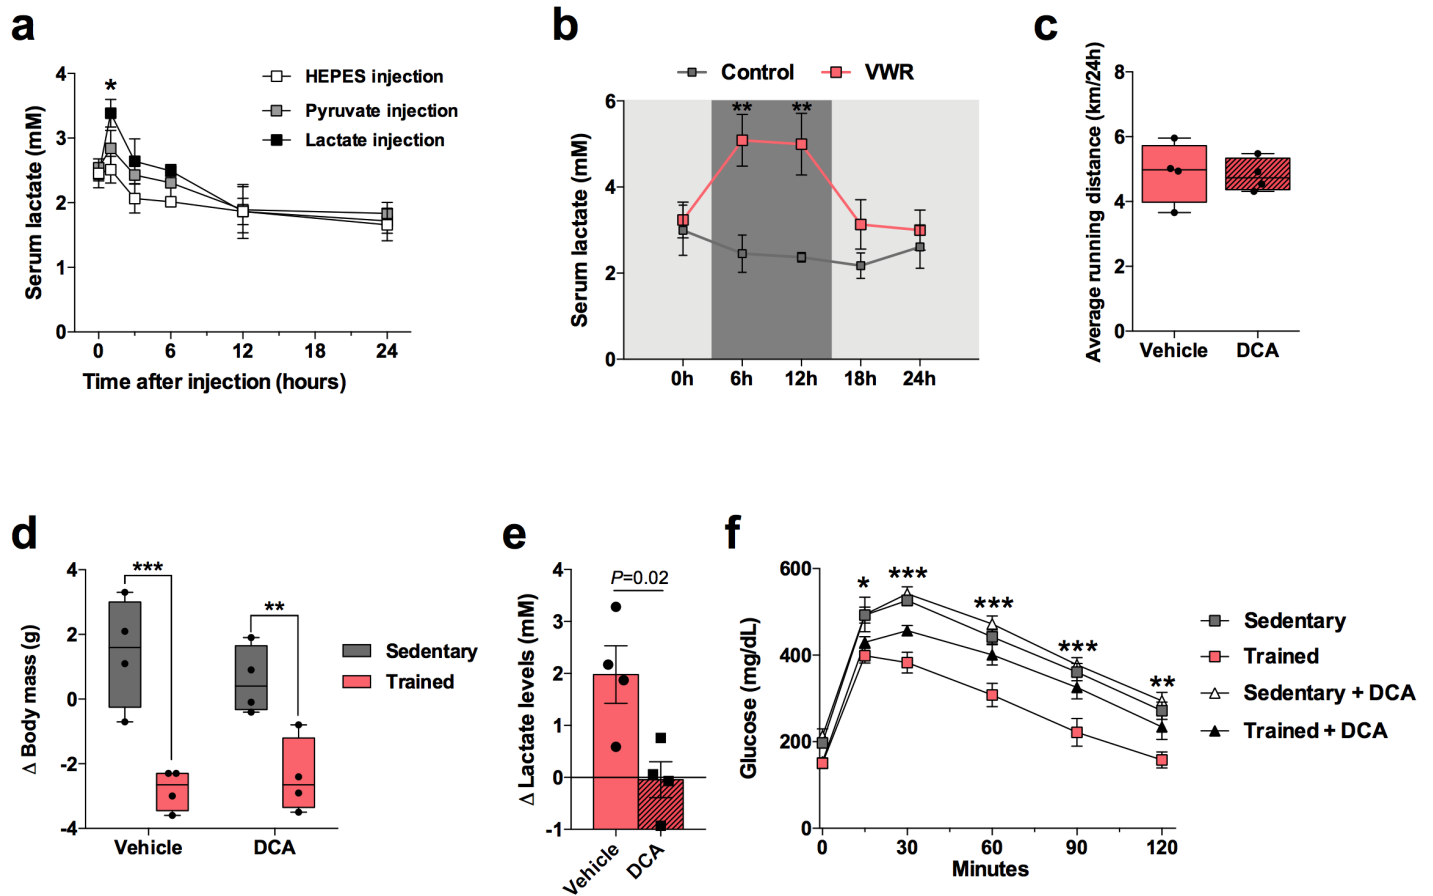 a
*
HEPES injection
Pyruvate injection
Lactate injection
4
3
2
1
0
Serum lactate (mM)
0 6 12 18 24
Time after injection (hours)
b
Control VWR
** **
6
4
2
0
Serum lactate (mM)
0h 6h 12h 18h 24h
c
8
6
4
2
0
Average running distance (km/24h)
Vehicle DCA
d
*** **
4
2
0
-2
-4
Δ Body mass (g)
Vehicle DCA
Sedentary
Trained
e
P=0.02
4
3
2
1
0
-1
Δ Lactate levels (mM)
Vehicle DCA
f
* *** *** *** **
600
400
200
0
Glucose (mg/dL)
0 30 60 90 120
Minutes
Sedentary
Trained
Sedentary + DCA
Trained + DCA